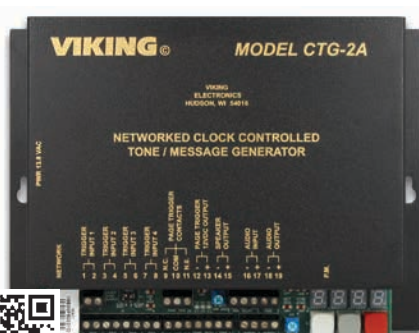 VIKING © MODEL CTG-2A
VIKING
ELECTRONICS
HUDSON, WI 54016
NETWORKED CLOCK CONTROLLED
TONE / MESSAGE GENERATOR
PWR 13.8 VAC
NETWORK
TRIGGER INPUT 1
TRIGGER INPUT 2
TRIGGER INPUT 3
TRIGGER INPUT 4
N.C.
COM
N.O.
PAGE TRIGGER CONTACTS
PAGE TRIGGER 12VDC OUTPUT
SPEAKER OUTPUT
AUDIO INPUT
AUDIO OUTPUT
1 2 3 4 5 6 7 8 9 10 11 12 13 14 15 16 17 18 19
P.M.